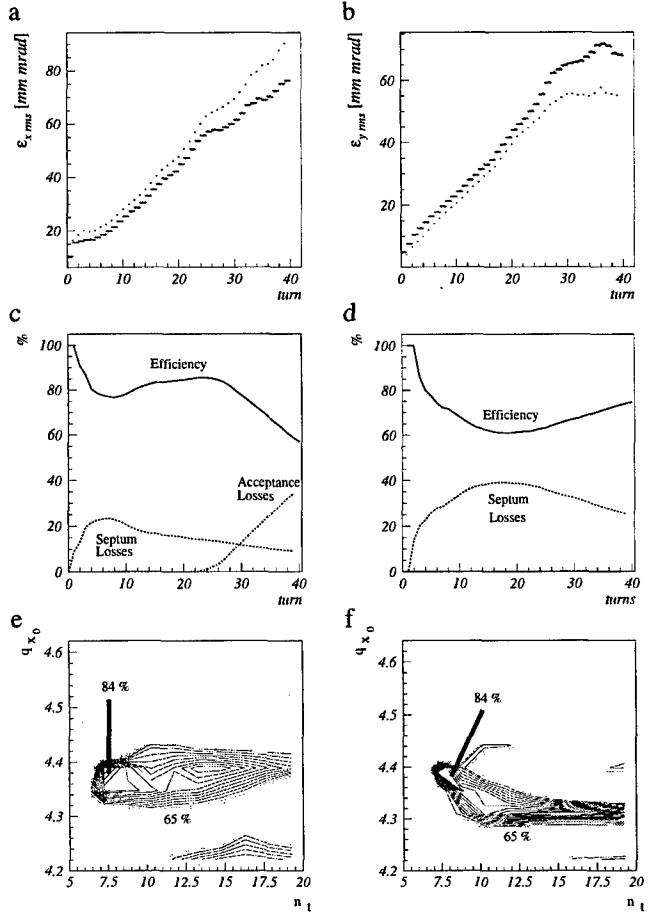 a
b
ε x rms [mm mrad]
80
60
40
20
0
10
20
30
40
turn
ε y rms [mm mrad]
60
40
20
0
0
10
20
30
40
turn
c
d
%
100
80
60
40
20
0
Efficiency
Acceptance
Losses
Septum
Losses
0
10
20
30
40
turn
%
100
80
60
40
20
0
Efficiency
Septum
Losses
0
10
20
30
40
turns
e
f
q x0
4.6
4.5
4.4
4.3
4.2
84 %
65 %
5
7.5
10
12.5
15
17.5
20
n t
q x0
4.6
4.5
4.4
4.3
4.2
84 %
65 %
5
7.5
10
12.5
15
17.5
20
n t